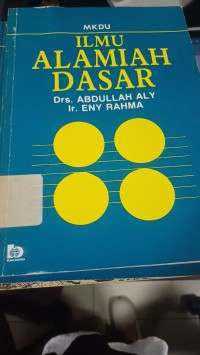 MKDU
ILMU
ALAMIAH
DASAR
Drs. ABDULLAH ALY
Ir. ENY RAHMA